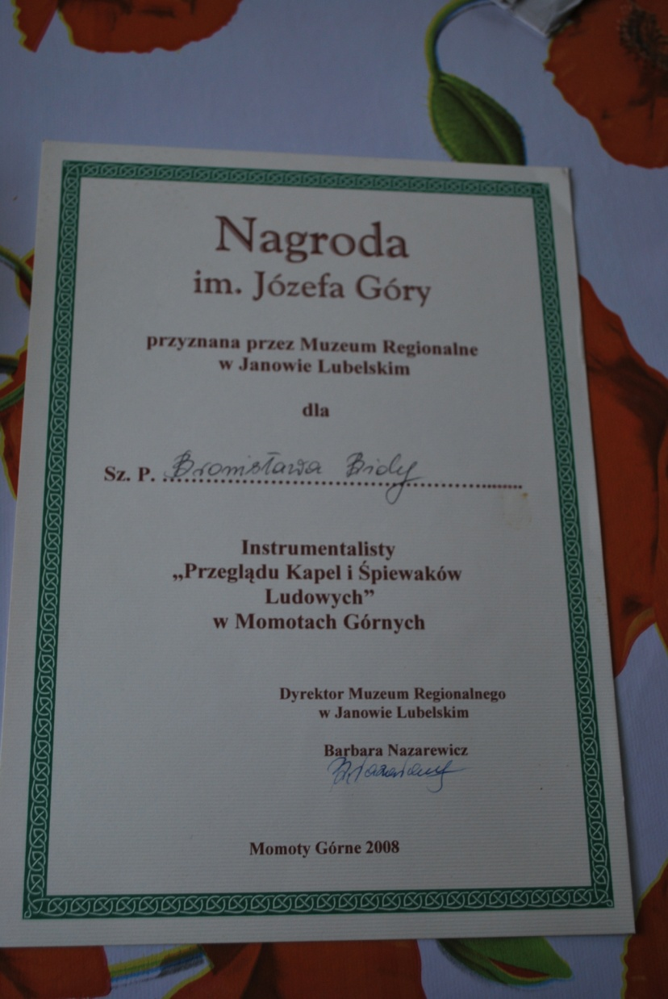 Nagroda
im. Józefa Góry
przyznana przez Muzeum Regionalne
w Janowie Lubelskim
dla
Sz. P. Bronisława Bidy
Instrumentalisty
„Przeglądu Kapel i Śpiewaków
Ludowych”
w Momotach Górnych
Dyrektor Muzeum Regionalnego
w Janowie Lubelskim
Barbara Nazarewicz
Momoty Górne 2008